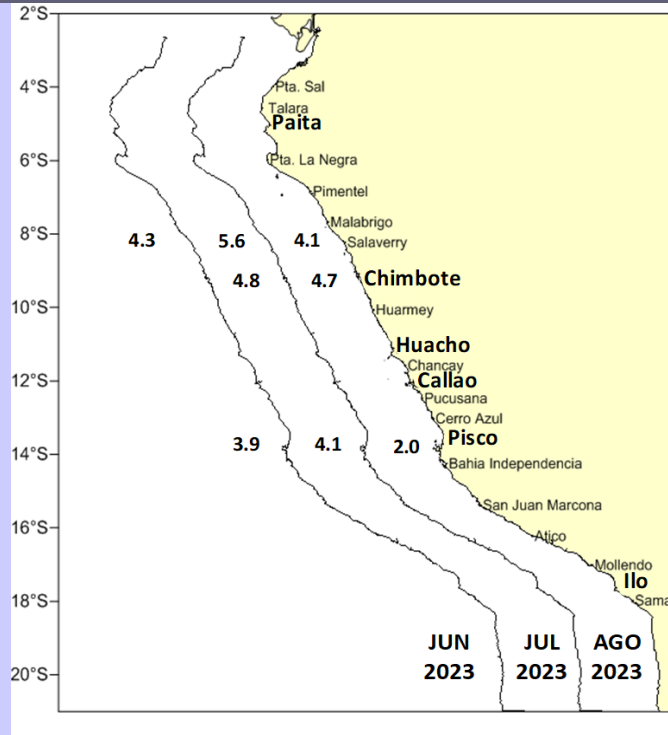 2°S
4°S
Pta. Sal
Talara
Paita
6°S
Pta. La Negra
Pimentel
Malabrigo
8°S
4.3 5.6 4.1 Salaverry
4.8 4.7 Chimbote
10°S
Huarmey
Huacho
Chancay
12°S
Callao
Pucusana
Cerro Azul
3.9 4.1 2.0 Pisco
14°S
Bahia Independencia
San Juan Marcona
16°S
Atico
Mollendo
Ilo
18°S
Sama
JUN JUL AGO
2023 2023 2023
20°S